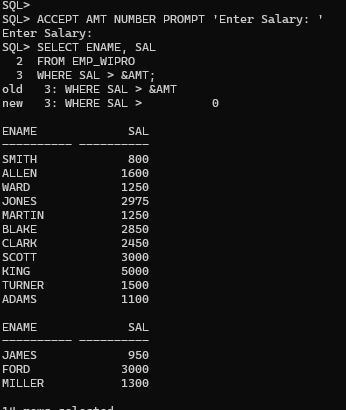 SQL>
SQL> ACCEPT AMT NUMBER PROMPT 'Enter Salary: '
Enter Salary:
SQL> SELECT ENAME, SAL
  2  FROM EMP_WIPRO
  3  WHERE SAL > &AMT;
old   3: WHERE SAL > &AMT
new   3: WHERE SAL >          0

ENAME             SAL
---------- ----------
SMITH             800
ALLEN            1600
WARD             1250
JONES            2975
MARTIN           1250
BLAKE            2850
CLARK            2450
SCOTT            3000
KING             5000
TURNER           1500
ADAMS            1100

ENAME             SAL
---------- ----------
JAMES             950
FORD             3000
MILLER           1300

14 rows selected